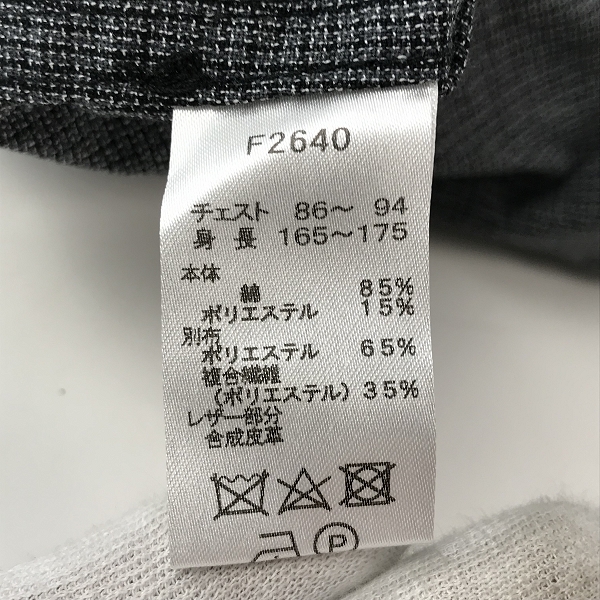 F2640
チェスト 86～ 94
身 長 165～175
本体
綿 85%
ポリエステル 15%
別布
ポリエステル 65%
複合繊維
(ポリエステル) 35%
レザー部分
合成皮革
P